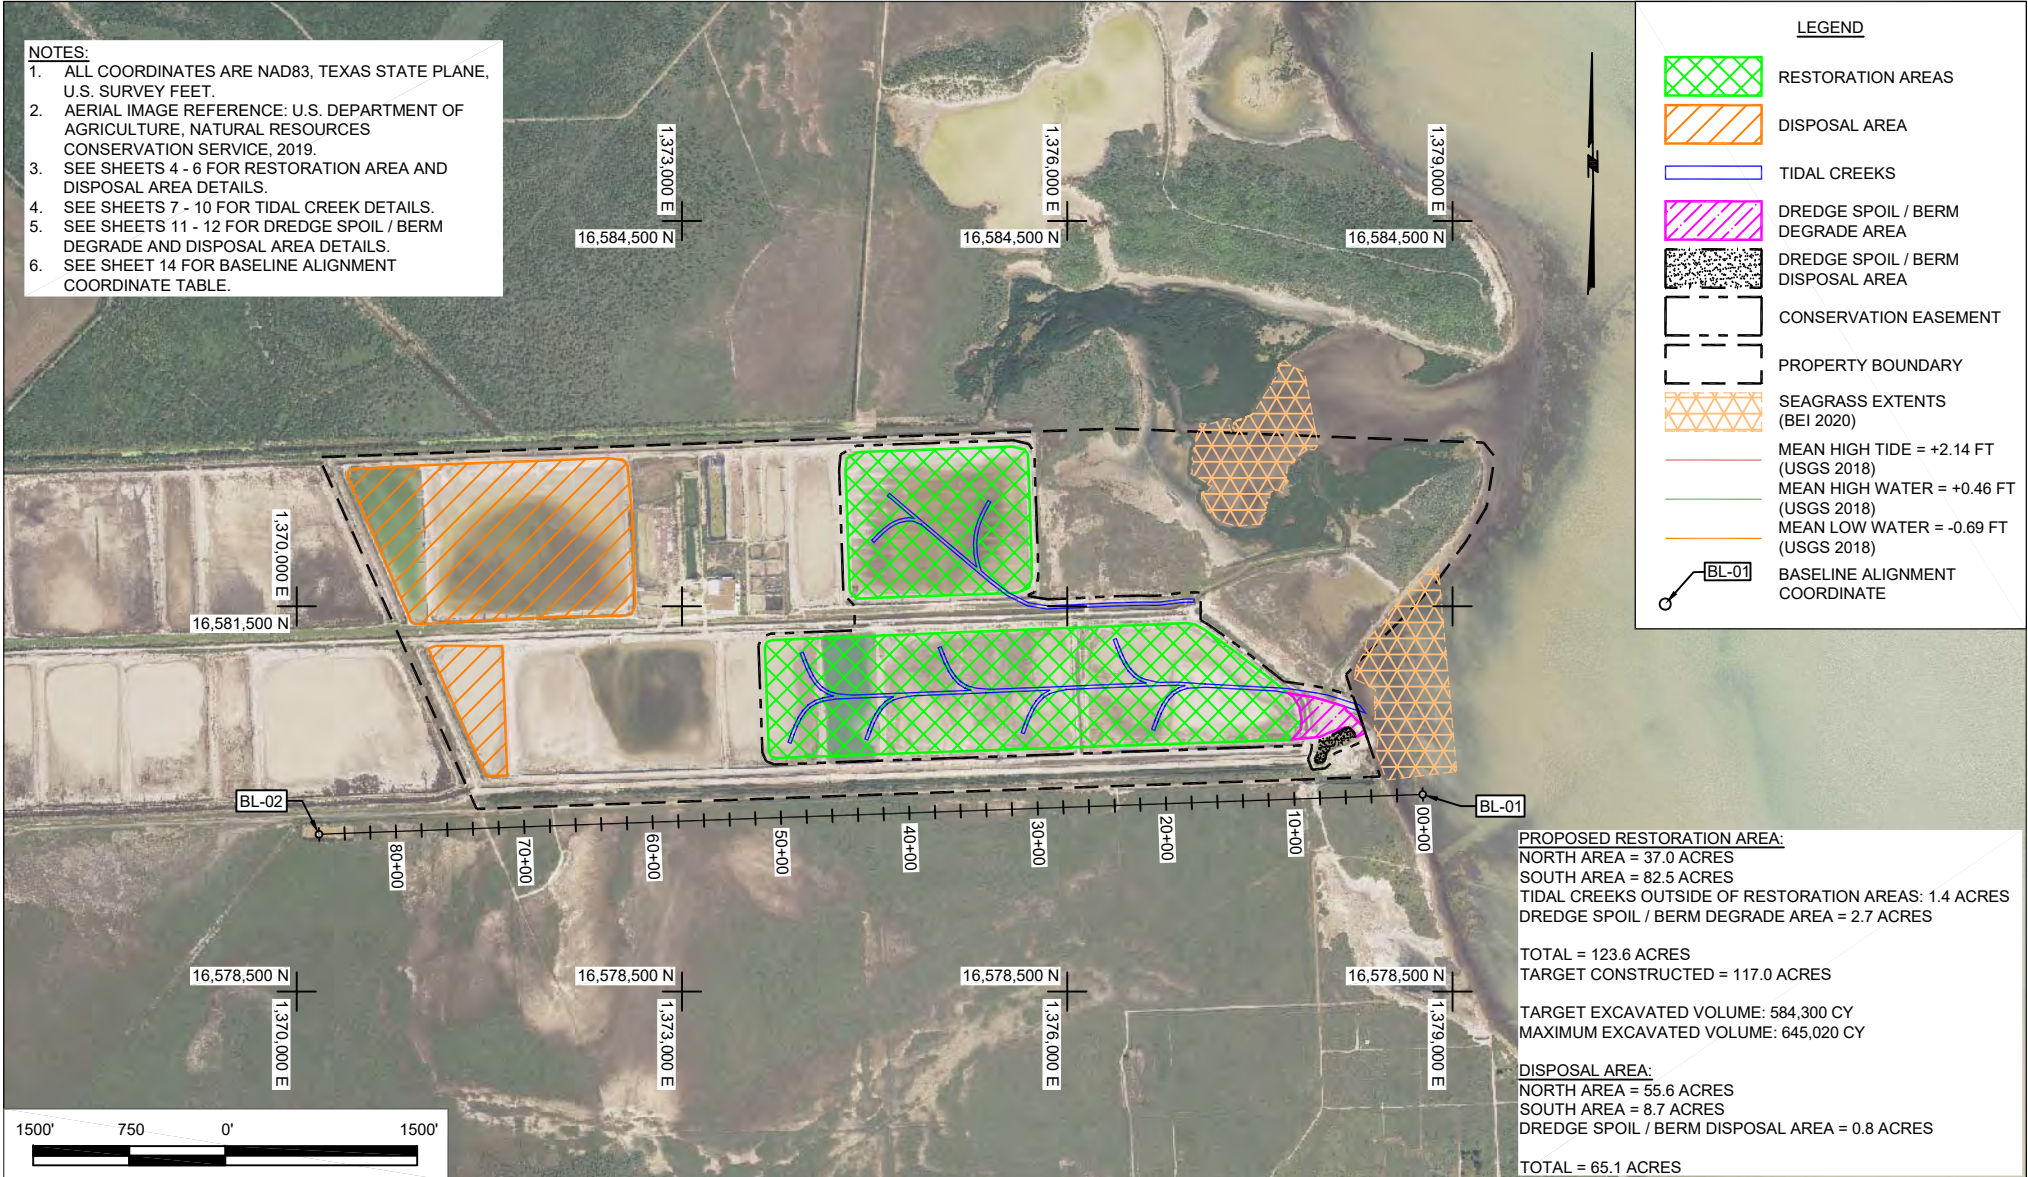 NOTES:
1. ALL COORDINATES ARE NAD83, TEXAS STATE PLANE,
U.S. SURVEY FEET.
2. AERIAL IMAGE REFERENCE: U.S. DEPARTMENT OF
AGRICULTURE, NATURAL RESOURCES
CONSERVATION SERVICE, 2019.
3. SEE SHEETS 4 - 6 FOR RESTORATION AREA AND
DISPOSAL AREA DETAILS.
4. SEE SHEETS 7 - 10 FOR TIDAL CREEK DETAILS.
5. SEE SHEETS 11 - 12 FOR DREDGE SPOIL / BERM
DEGRADE AND DISPOSAL AREA DETAILS.
6. SEE SHEET 14 FOR BASELINE ALIGNMENT
COORDINATE TABLE.
1,373,000 E
16,584,500 N
1,376,000 E
16,584,500 N
1,379,000 E
16,584,500 N
N
LEGEND
RESTORATION AREAS
DISPOSAL AREA
TIDAL CREEKS
DREDGE SPOIL / BERM
DEGRADE AREA
DREDGE SPOIL / BERM
DISPOSAL AREA
CONSERVATION EASEMENT
PROPERTY BOUNDARY
SEAGRASS EXTENTS
(BEI 2020)
MEAN HIGH TIDE = +2.14 FT
(USGS 2018)
MEAN HIGH WATER = +0.46 FT
(USGS 2018)
MEAN LOW WATER = -0.69 FT
(USGS 2018)
BL-01
BASELINE ALIGNMENT
COORDINATE
1,370,000 E
16,581,500 N
BL-02
80+00
70+00
60+00
50+00
40+00
30+00
20+00
10+00
00+00
BL-01
16,578,500 N
1,370,000 E
16,578,500 N
1,373,000 E
16,578,500 N
1,376,000 E
16,578,500 N
1,379,000 E
PROPOSED RESTORATION AREA:
NORTH AREA = 37.0 ACRES
SOUTH AREA = 82.5 ACRES
TIDAL CREEKS OUTSIDE OF RESTORATION AREAS: 1.4 ACRES
DREDGE SPOIL / BERM DEGRADE AREA = 2.7 ACRES
TOTAL = 123.6 ACRES
TARGET CONSTRUCTED = 117.0 ACRES
TARGET EXCAVATED VOLUME: 584,300 CY
MAXIMUM EXCAVATED VOLUME: 645,020 CY
DISPOSAL AREA:
NORTH AREA = 55.6 ACRES
SOUTH AREA = 8.7 ACRES
DREDGE SPOIL / BERM DISPOSAL AREA = 0.8 ACRES
TOTAL = 65.1 ACRES
1500' 750 0' 1500'